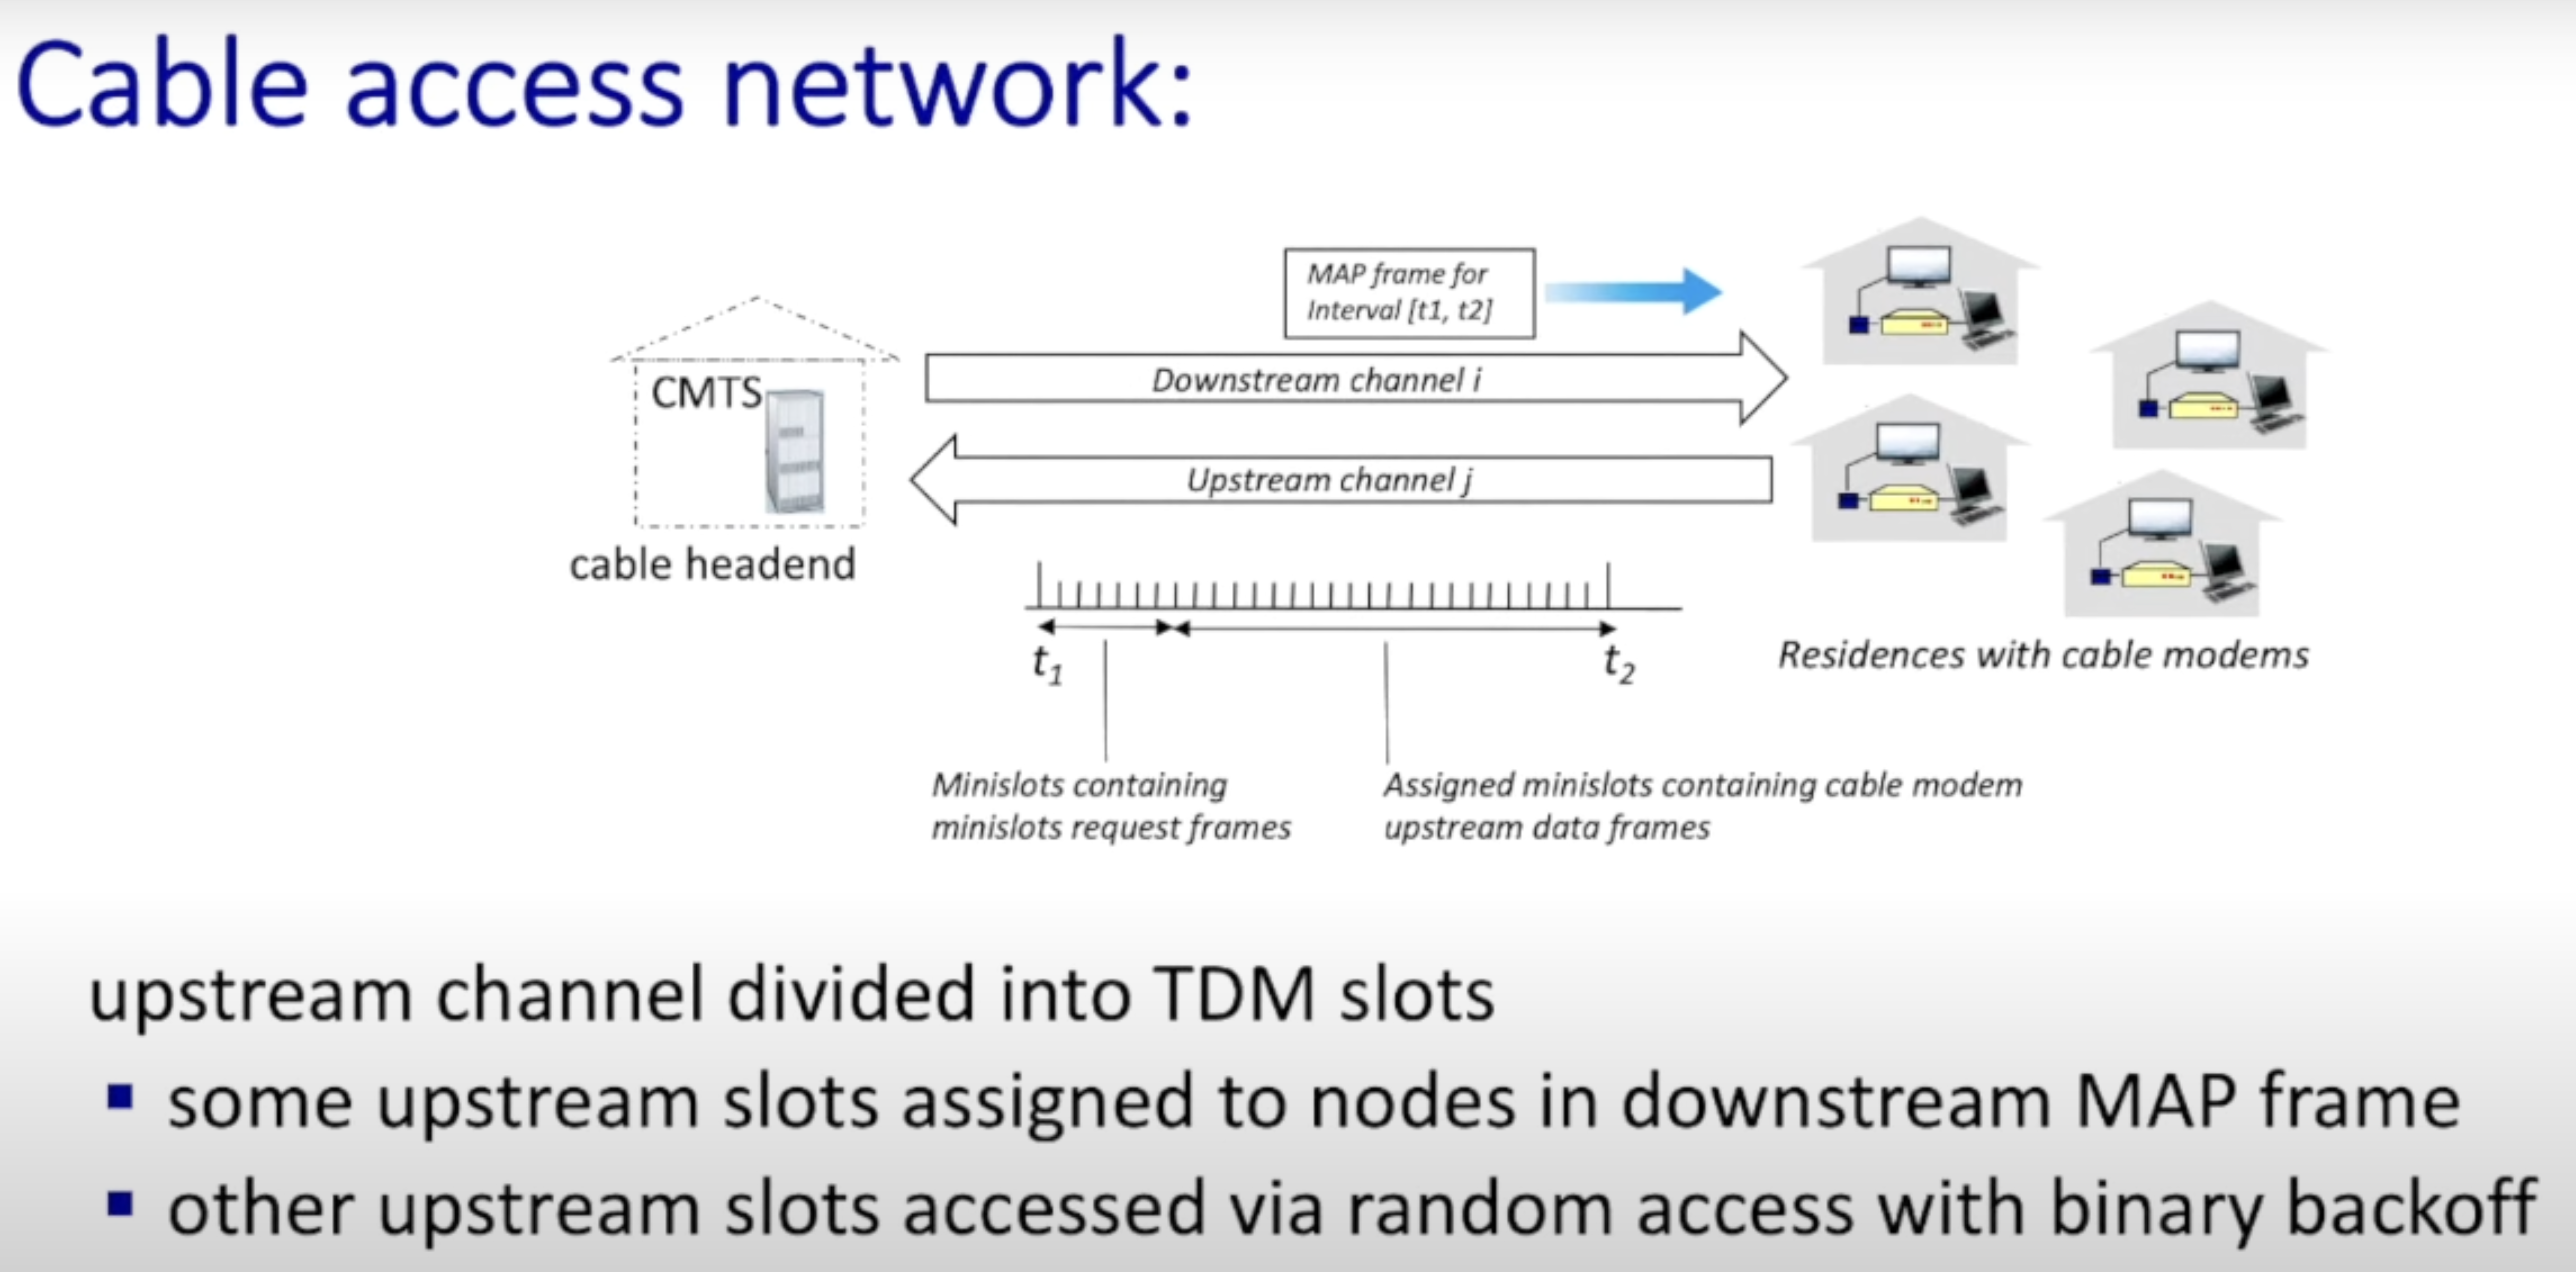 Cable access network:
MAP frame for
Interval [t1, t2]
CMTS
Downstream channel i
Upstream channel j
cable headend
t1
t2
Residences with cable modems
Minislots containing
minislots request frames
Assigned minislots containing cable modem
upstream data frames
upstream channel divided into TDM slots
▪ some upstream slots assigned to nodes in downstream MAP frame
▪ other upstream slots accessed via random access with binary backoff